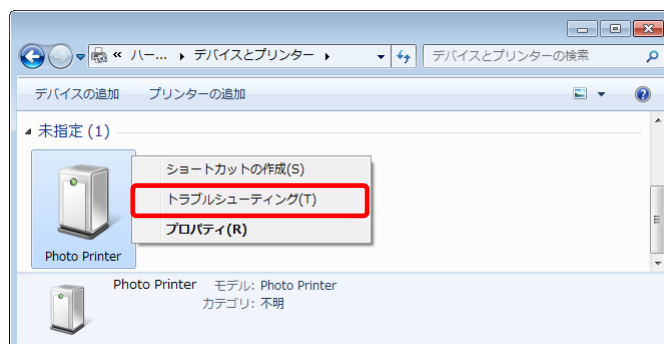 « ハー... ▸ デバイスとプリンター ▸ デバイスとプリンターの検索
デバイスの追加 プリンターの追加
未指定 (1)
ショートカットの作成(S)
トラブルシューティング(T)
プロパティ(R)
Photo Printer
Photo Printer モデル: Photo Printer
カテゴリ: 不明